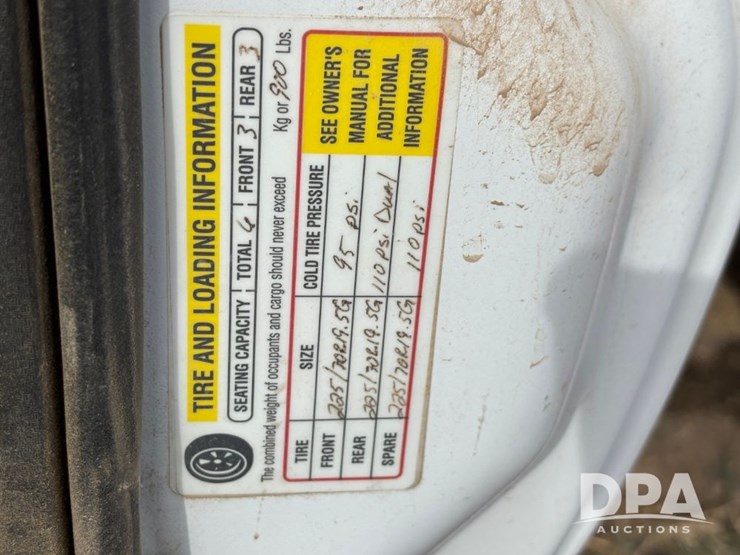 TIRE AND LOADING INFORMATION
SEATING CAPACITY TOTAL 6 FRONT 3 REAR 3
The combined weight of occupants and cargo should never exceed Kg or 900 Lbs.
TIRE SIZE COLD TIRE PRESSURE SEE OWNER'S MANUAL FOR ADDITIONAL INFORMATION
FRONT 225/70R19.5G 95 psi
REAR 225/70R19.5G 110 psi Dual
SPARE 225/70R19.5G 110 psi
DPA
AUCTIONS